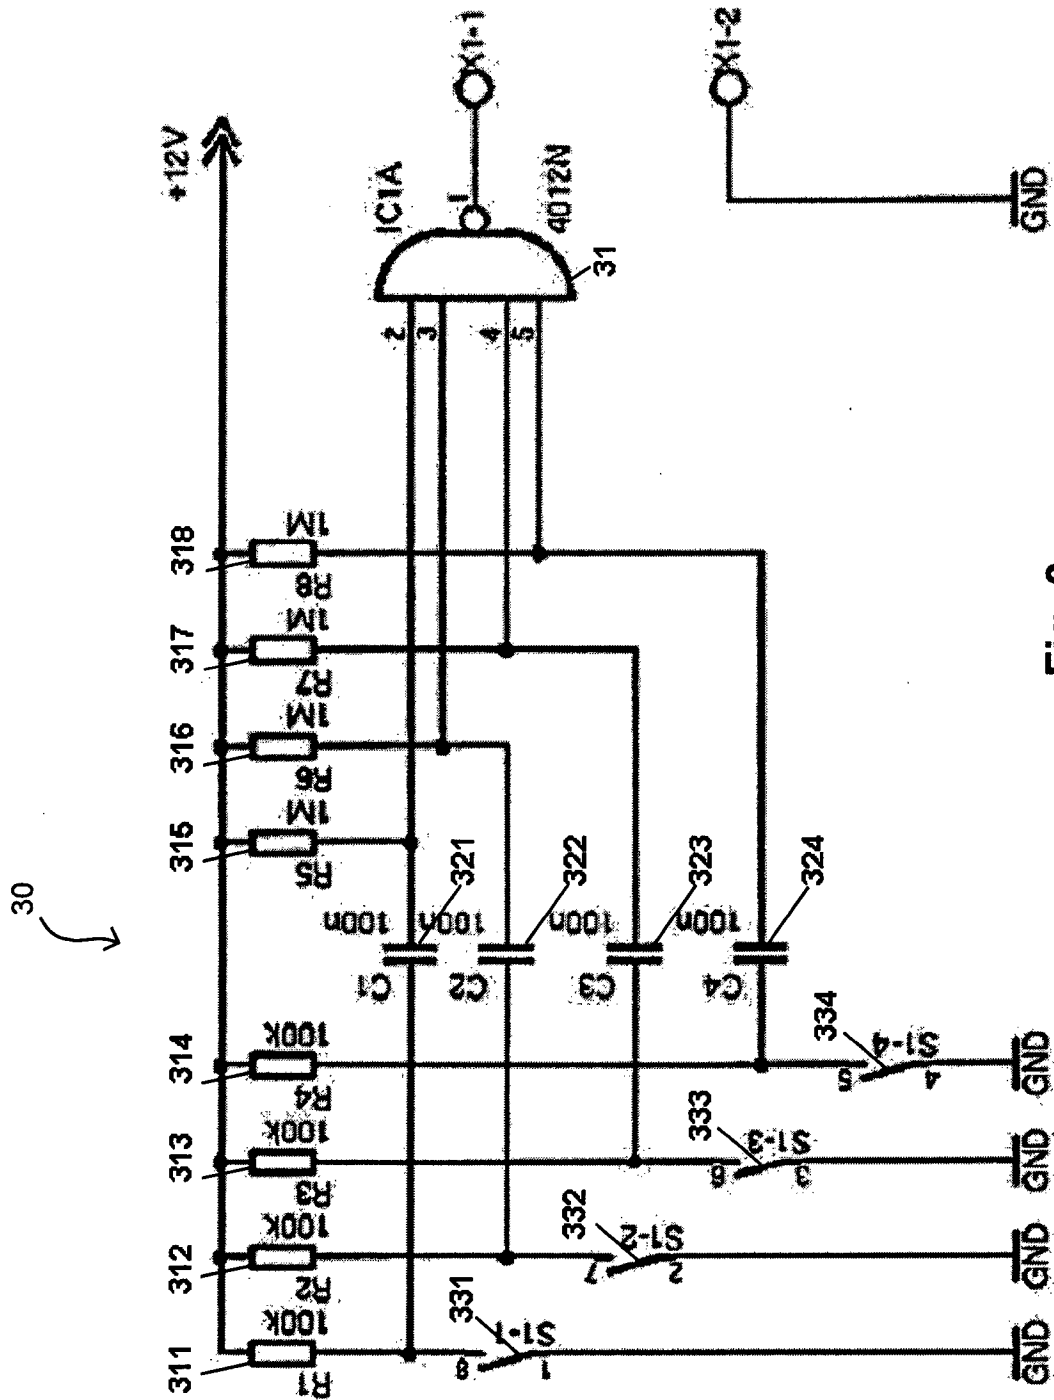 30
+12V
X1-1
X1-2
IC1A
1
4012N
31
2
3
4
5
GND
311
312
313
314
315
316
317
318
R1
100k
R2
100k
R3
100k
R4
100k
R5
1M
R6
1M
R7
1M
R8
1M
C1
100n
321
C2
100n
322
C3
100n
323
C4
100n
324
331
8
S1-1
1
332
7
S1-2
2
333
6
S1-3
3
334
5
S1-4
4
GND
GND
GND
GND